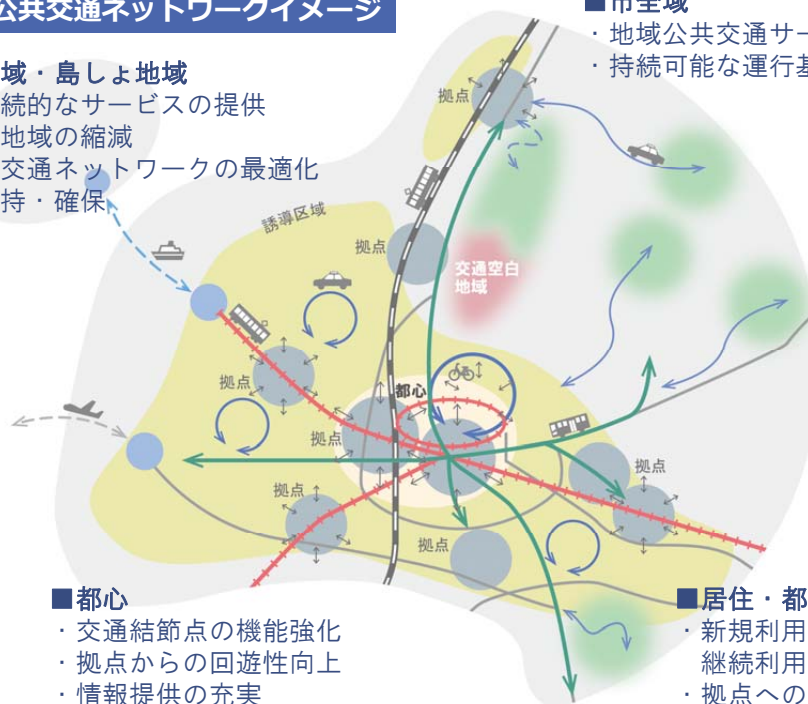 公共交通ネットワークイメージ
■市全域
・地域公共交通サー
・持続可能な運行基
域・島しょ地域
続的なサービスの提供
地域の縮減
交通ネットワークの最適化
持・確保
拠点
誘導区域
拠点
交通空白
地域
拠点
都心
拠点
拠点
拠点
拠点
■都心
・交通結節点の機能強化
・拠点からの回遊性向上
・情報提供の充実
■居住・都
・新規利用
継続利用
・拠点への